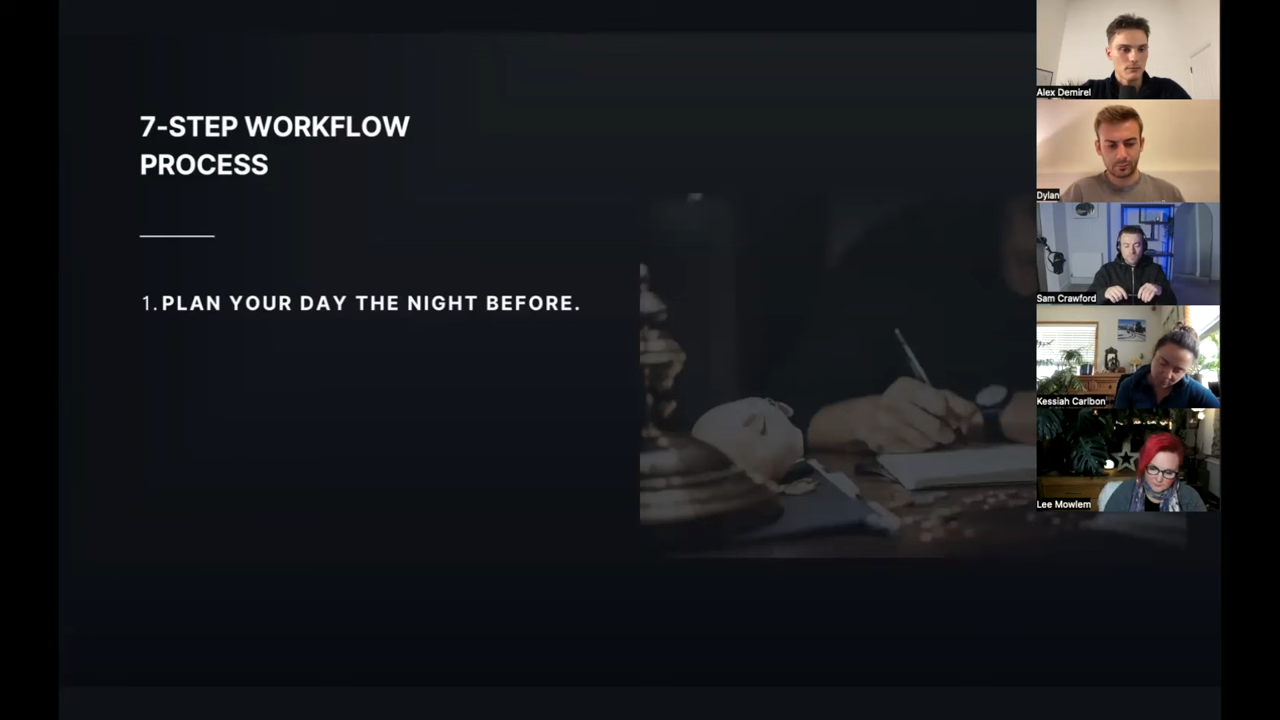 7-STEP WORKFLOW
PROCESS
1. PLAN YOUR DAY THE NIGHT BEFORE.
Alex Demirel
Dylan
Sam Crawford
Kessiah Carlbon
Lee Mowlem